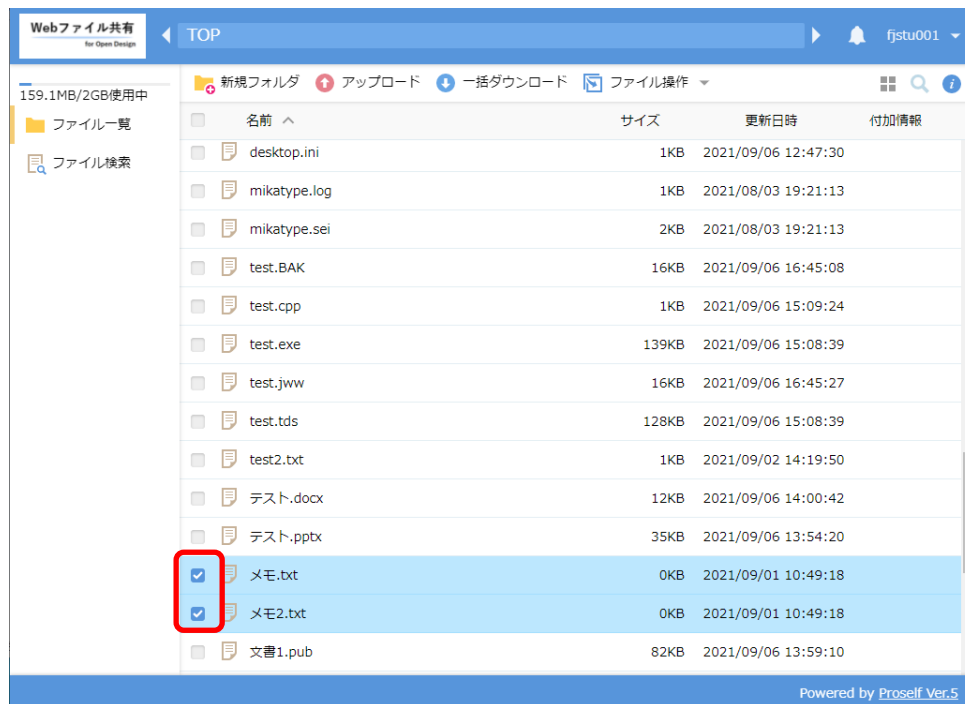 Webファイル共有
for Open Design
TOP
fjstu001
159.1MB/2GB使用中
ファイル一覧
ファイル検索
新規フォルダ アップロード 一括ダウンロード ファイル操作
名前 サイズ 更新日時 付加情報
desktop.ini 1KB 2021/09/06 12:47:30
mikatype.log 1KB 2021/08/03 19:21:13
mikatype.sei 2KB 2021/08/03 19:21:13
test.BAK 16KB 2021/09/06 16:45:08
test.cpp 1KB 2021/09/06 15:09:24
test.exe 139KB 2021/09/06 15:08:39
test.jww 16KB 2021/09/06 16:45:27
test.tds 128KB 2021/09/06 15:08:39
test2.txt 1KB 2021/09/02 14:19:50
テスト.docx 12KB 2021/09/06 14:00:42
テスト.pptx 35KB 2021/09/06 13:54:20
メモ.txt 0KB 2021/09/01 10:49:18
メモ2.txt 0KB 2021/09/01 10:49:18
文書1.pub 82KB 2021/09/06 13:59:10
Powered by Proself Ver.5